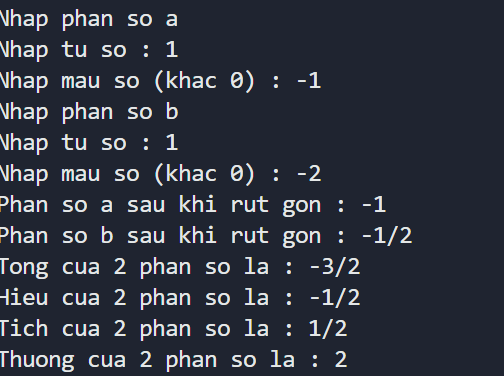 Nhap phan so a
Nhap tu so : 1
Nhap mau so (khac 0) : -1
Nhap phan so b
Nhap tu so : 1
Nhap mau so (khac 0) : -2
Phan so a sau khi rut gon : -1
Phan so b sau khi rut gon : -1/2
Tong cua 2 phan so la : -3/2
Hieu cua 2 phan so la : -1/2
Tich cua 2 phan so la : 1/2
Thuong cua 2 phan so la : 2